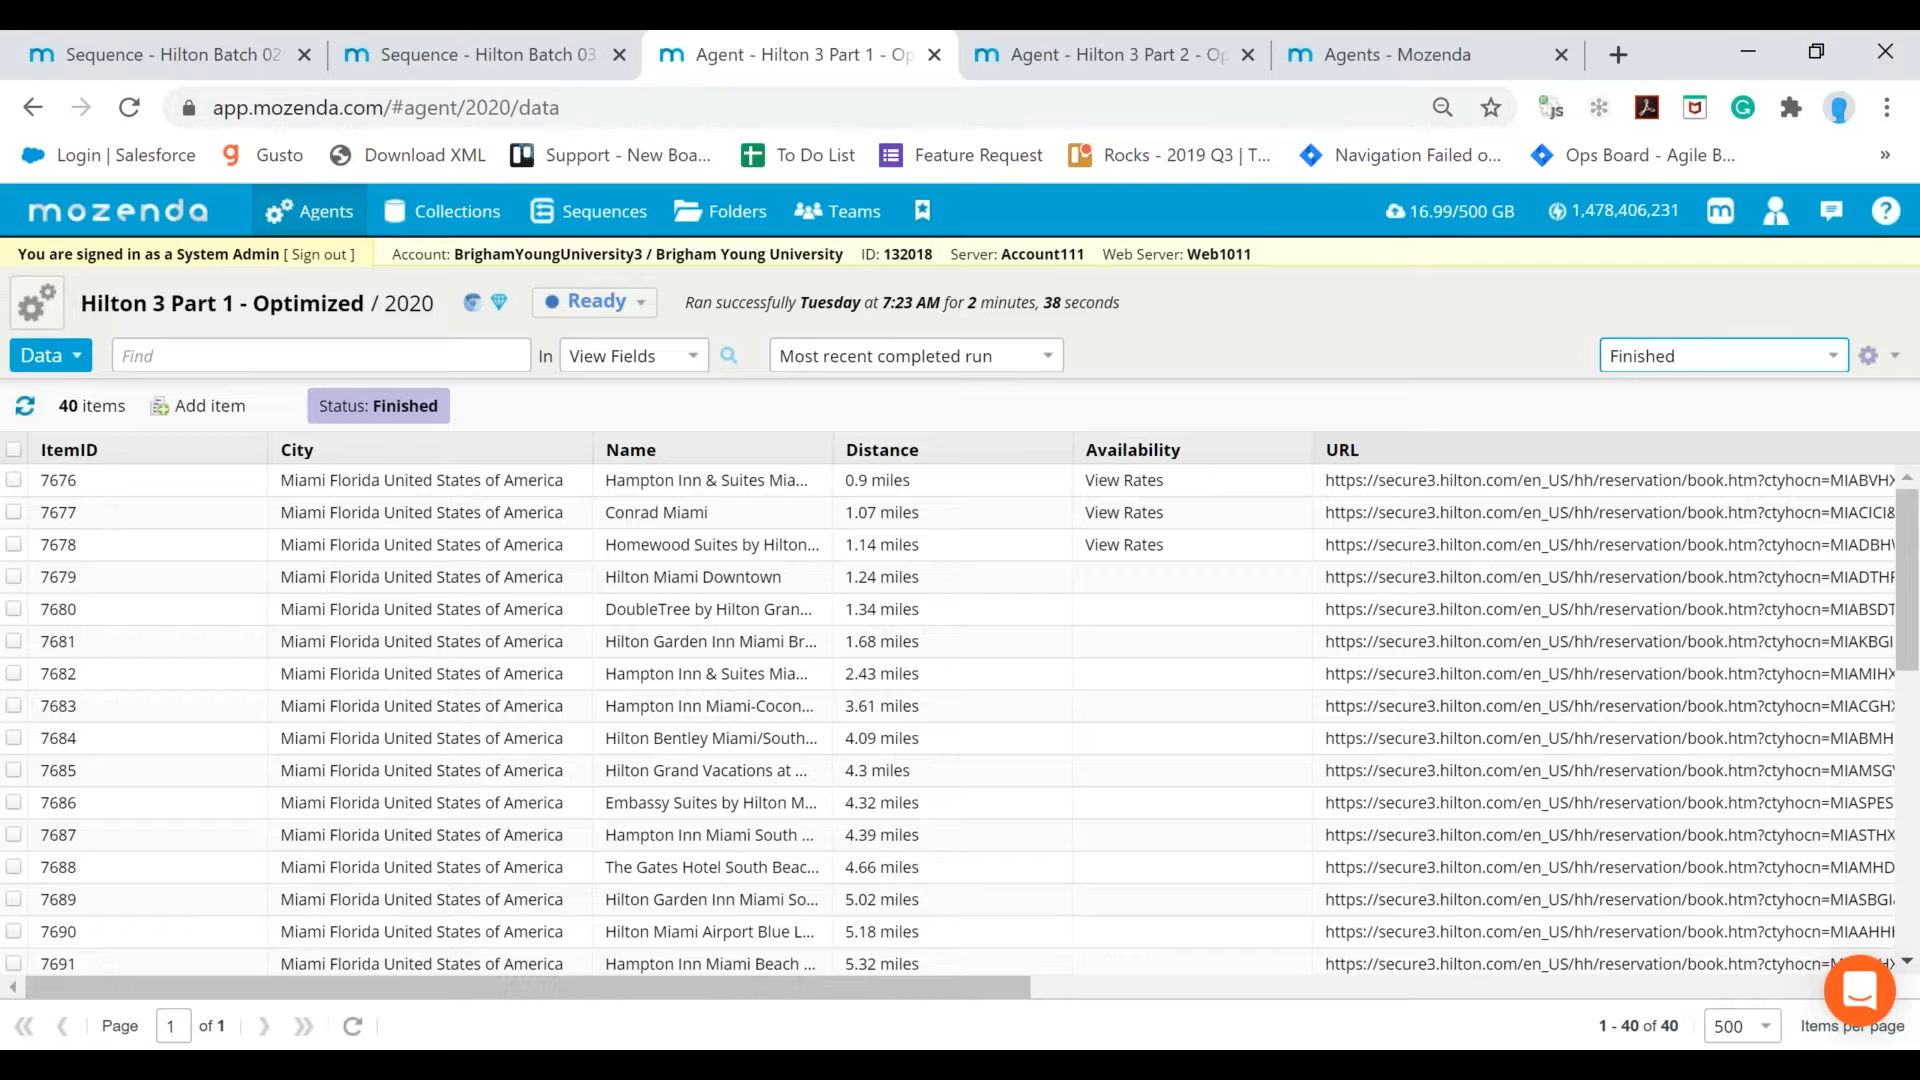 Sequence - Hilton Batch 02
Sequence - Hilton Batch 03
Agent - Hilton 3 Part 1 - Op
Agent - Hilton 3 Part 2 - Op
Agents - Mozenda
app.mozenda.com/#agent/2020/data
Login | Salesforce
Gusto
Download XML
Support - New Boa...
To Do List
Feature Request
Rocks - 2019 Q3 | T...
Navigation Failed o...
Ops Board - Agile B...
»
mozenda Agents Collections Sequences Folders Teams 16.99/500 GB 1,478,406,231
You are signed in as a System Admin [ Sign out ] Account: BrighamYoungUniversity3 / Brigham Young University ID: 132018 Server: Account111 Web Server: Web1011
Hilton 3 Part 1 - Optimized / 2020 Ready Ran successfully Tuesday at 7:23 AM for 2 minutes, 38 seconds
Data Find In View Fields Most recent completed run Finished
40 items Add item Status: Finished
ItemID City Name Distance Availability URL
7676 Miami Florida United States of America Hampton Inn & Suites Mia... 0.9 miles View Rates https://secure3.hilton.com/en_US/hh/reservation/book.htm?ctyhocn=MIABVHX
7677 Miami Florida United States of America Conrad Miami 1.07 miles View Rates https://secure3.hilton.com/en_US/hh/reservation/book.htm?ctyhocn=MIACICI&
7678 Miami Florida United States of America Homewood Suites by Hilton... 1.14 miles View Rates https://secure3.hilton.com/en_US/hh/reservation/book.htm?ctyhocn=MIADBHW
7679 Miami Florida United States of America Hilton Miami Downtown 1.24 miles https://secure3.hilton.com/en_US/hh/reservation/book.htm?ctyhocn=MIADTHF
7680 Miami Florida United States of America DoubleTree by Hilton Gran... 1.34 miles https://secure3.hilton.com/en_US/hh/reservation/book.htm?ctyhocn=MIABSDT
7681 Miami Florida United States of America Hilton Garden Inn Miami Br... 1.68 miles https://secure3.hilton.com/en_US/hh/reservation/book.htm?ctyhocn=MIAKBGI
7682 Miami Florida United States of America Hampton Inn & Suites Mia... 2.43 miles https://secure3.hilton.com/en_US/hh/reservation/book.htm?ctyhocn=MIAMIHX
7683 Miami Florida United States of America Hampton Inn Miami-Cocon... 3.61 miles https://secure3.hilton.com/en_US/hh/reservation/book.htm?ctyhocn=MIACGHX
7684 Miami Florida United States of America Hilton Bentley Miami/South... 4.09 miles https://secure3.hilton.com/en_US/hh/reservation/book.htm?ctyhocn=MIABMH
7685 Miami Florida United States of America Hilton Grand Vacations at ... 4.3 miles https://secure3.hilton.com/en_US/hh/reservation/book.htm?ctyhocn=MIAMSGV
7686 Miami Florida United States of America Embassy Suites by Hilton M... 4.32 miles https://secure3.hilton.com/en_US/hh/reservation/book.htm?ctyhocn=MIASPES
7687 Miami Florida United States of America Hampton Inn Miami South ... 4.39 miles https://secure3.hilton.com/en_US/hh/reservation/book.htm?ctyhocn=MIASTHX
7688 Miami Florida United States of America The Gates Hotel South Beac... 4.66 miles https://secure3.hilton.com/en_US/hh/reservation/book.htm?ctyhocn=MIAMHD
7689 Miami Florida United States of America Hilton Garden Inn Miami So... 5.02 miles https://secure3.hilton.com/en_US/hh/reservation/book.htm?ctyhocn=MIASBGI
7690 Miami Florida United States of America Hilton Miami Airport Blue L... 5.18 miles https://secure3.hilton.com/en_US/hh/reservation/book.htm?ctyhocn=MIAAHHH
7691 Miami Florida United States of America Hampton Inn Miami Beach ... 5.32 miles https://secure3.hilton.com/en_US/hh/reservation/book.htm?ctyhocn=
Page 1 of 1 1 - 40 of 40 500 Items per page